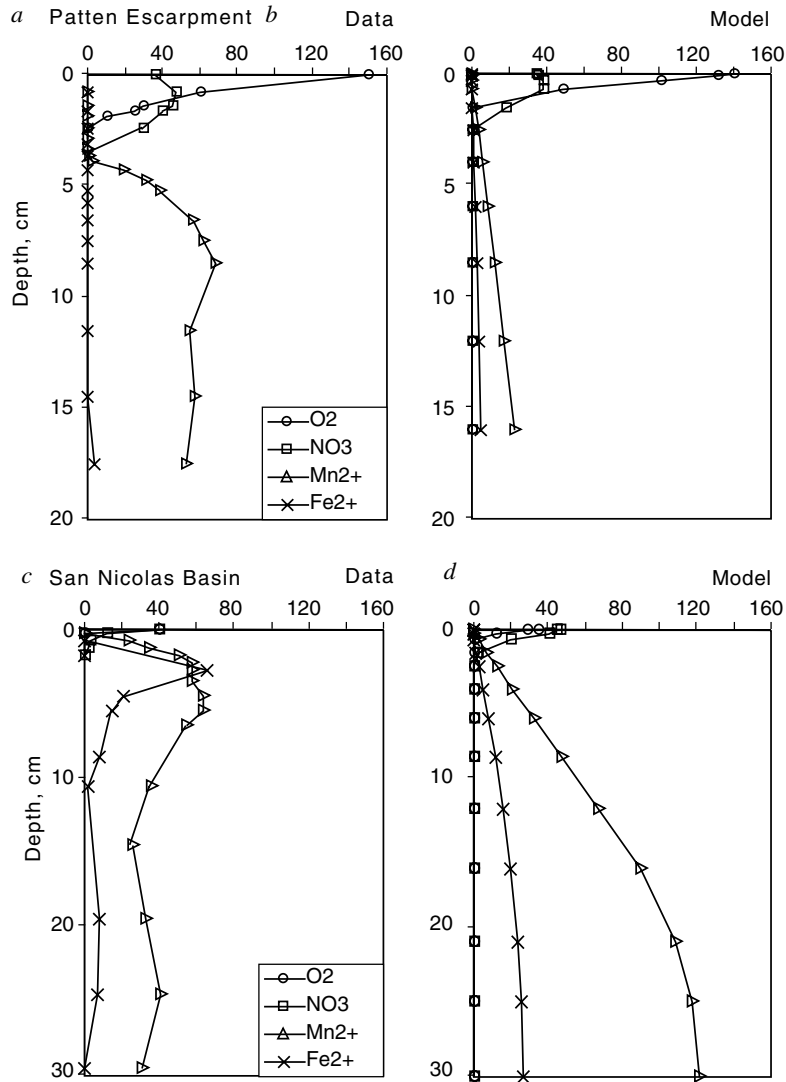 a Patten Escarpment Data
0 40 80 120 160
0
5
10
15
20
Depth, cm
O2
NO3
Mn2+
Fe2+
b Model
0 40 80 120 160
0
5
10
15
20
c San Nicolas Basin Data
0 40 80 120 160
0
10
20
30
Depth, cm
O2
NO3
Mn2+
Fe2+
d Model
0 40 80 120 160
0
10
20
30